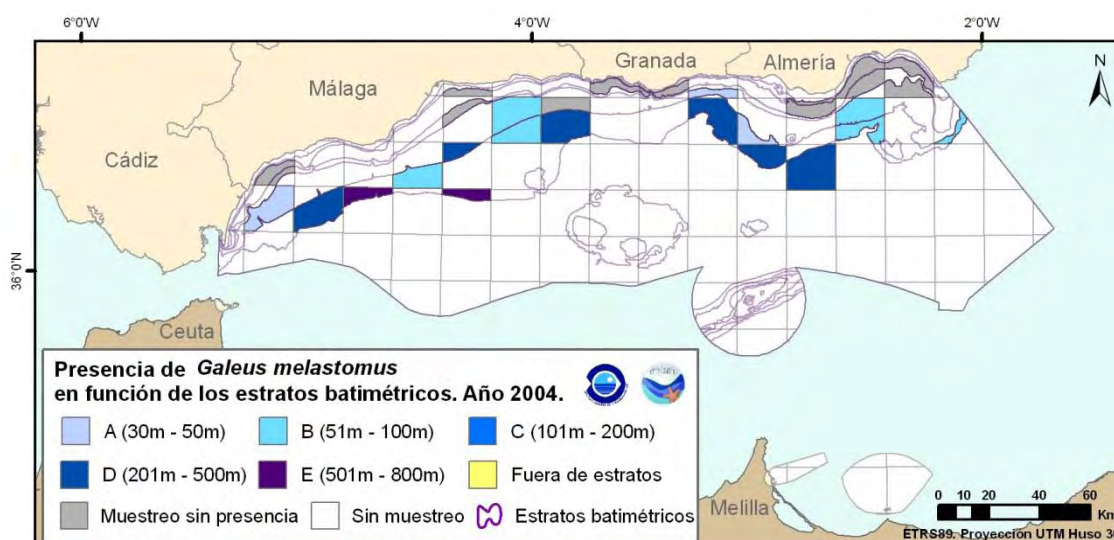 6°0'W 4°0'W 2°0'W
Granada
Almería
N
Málaga
Cádiz
36°0'N
Ceuta
Presencia de Galeus melastomus
en función de los estratos batimétricos. Año 2004.
A (30m - 50m) B (51m - 100m) C (101m - 200m)
D (201m - 500m) E (501m - 800m) Fuera de estratos
Muestreo sin presencia Sin muestreo Estratos batimétricos
Melilla
0 10 20 40 60
Km
ETRS89. Proyección UTM Huso 3